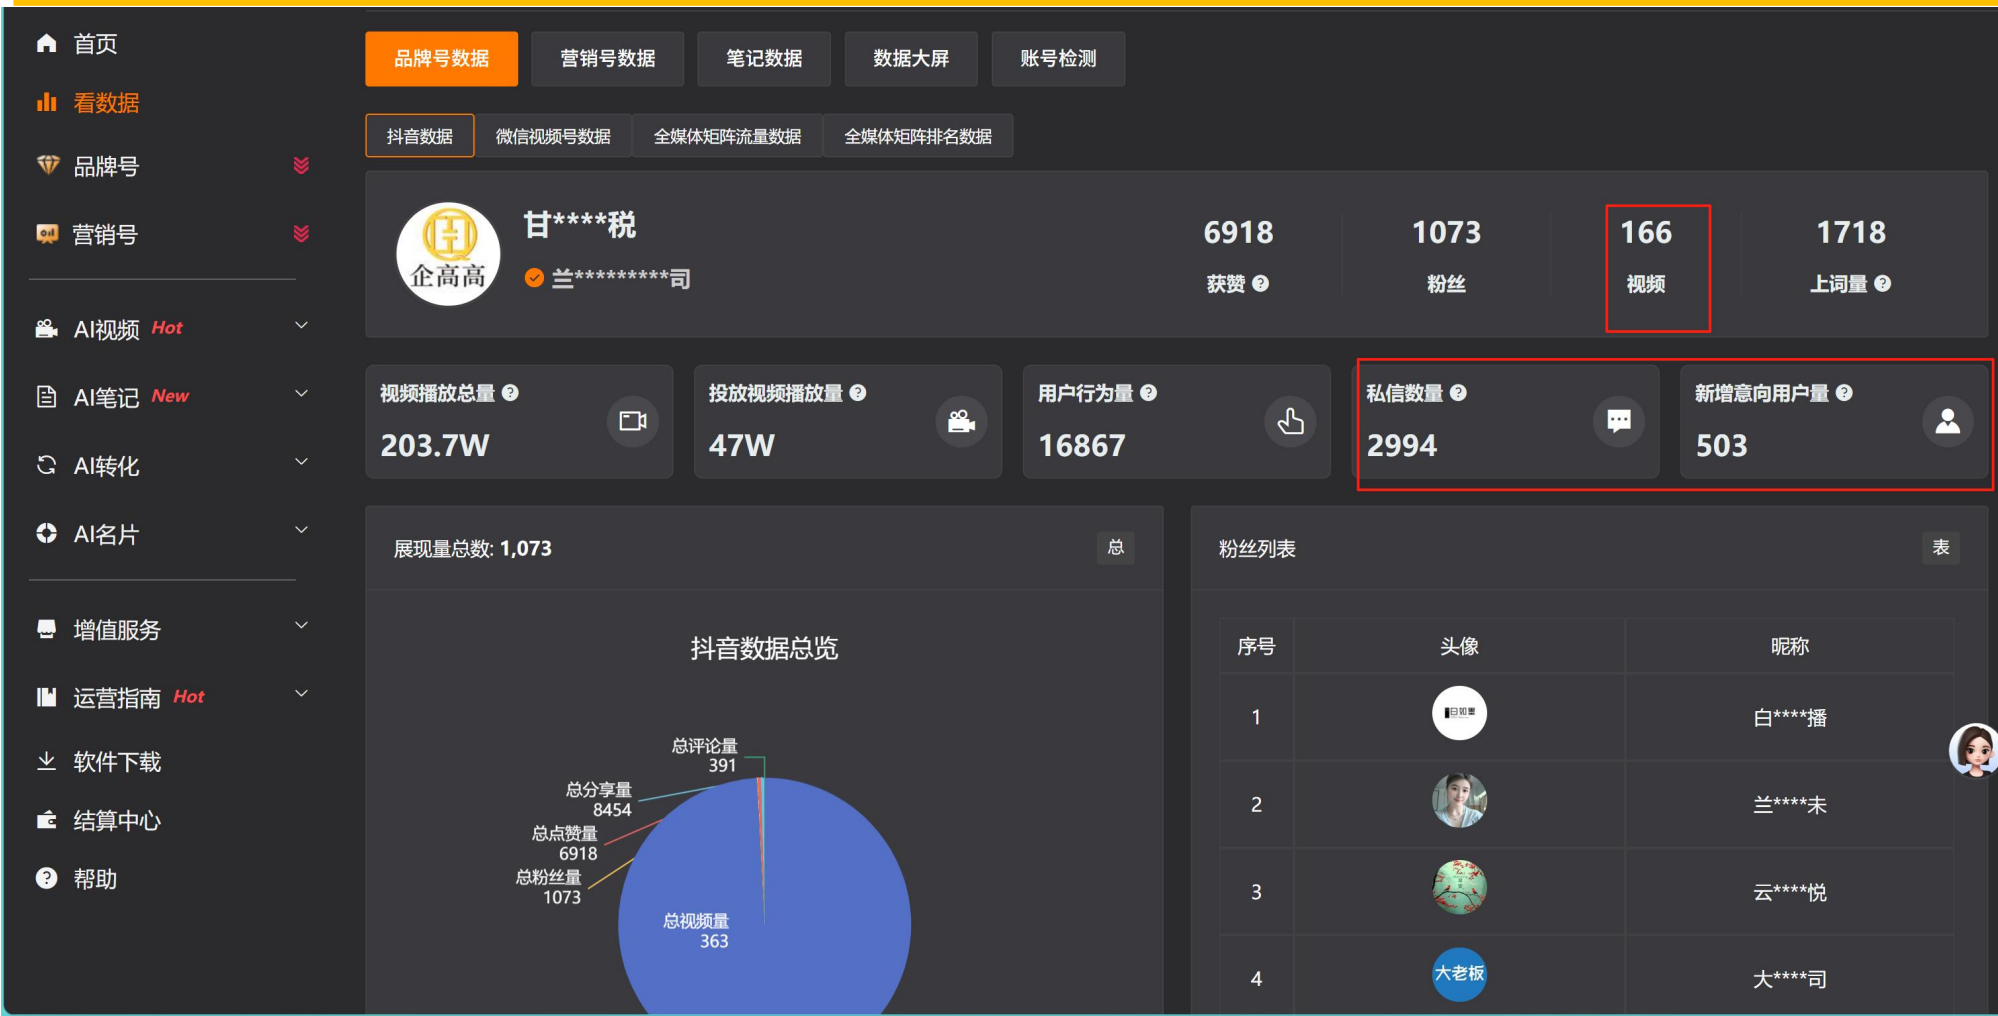 首页
看数据
品牌号
营销号
AI视频 Hot
AI笔记 New
AI转化
AI名片
增值服务
运营指南 Hot
软件下载
结算中心
帮助
品牌号数据 营销号数据 笔记数据 数据大屏 账号检测
抖音数据 微信视频号数据 全媒体矩阵流量数据 全媒体矩阵排名数据
企高高
甘****税
兰*********司
6918 1073 166 1718
获赞 粉丝 视频 上词量
视频播放总量 投放视频播放量 用户行为量 私信数量 新增意向用户量
203.7W 47W 16867 2994 503
展现量总数: 1,073 总
抖音数据总览
总评论量
391
总分享量
8454
总点赞量
6918
总粉丝量
1073
总视频量
363
粉丝列表 表
序号 头像 昵称
1 白****播
2 兰****未
3 云****悦
4 大老板 大****司